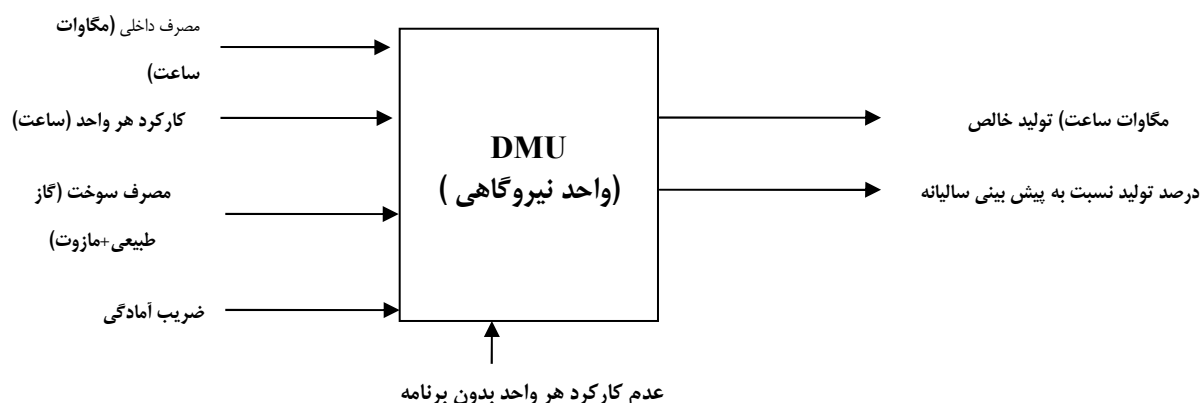 مصرف داخلی (مگاوات
ساعت)
کارکرد هر واحد (ساعت)
مصرف سوخت (گاز
طبیعی+مازوت)
ضریب آمادگی
DMU
(واحد نیروگاهی )
مگاوات ساعت) تولید خالص
درصد تولید نسبت به پیش بینی سالیانه
عدم کارکرد هر واحد بدون برنامه